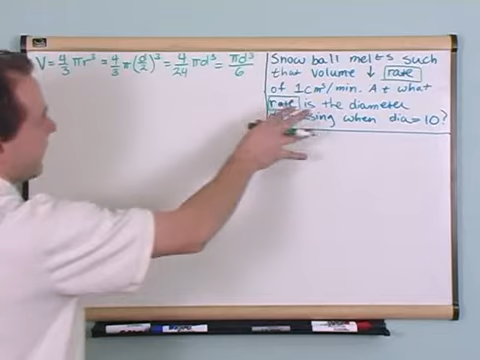 V = 4/3 πr³ = 4/3 π(d/2)³ = 4/24 πd³ = πd³/6
Snow ball melts such
that volume ↓ rate
of 1cm³/min. At what
rate is the diameter
sing when dia=10?